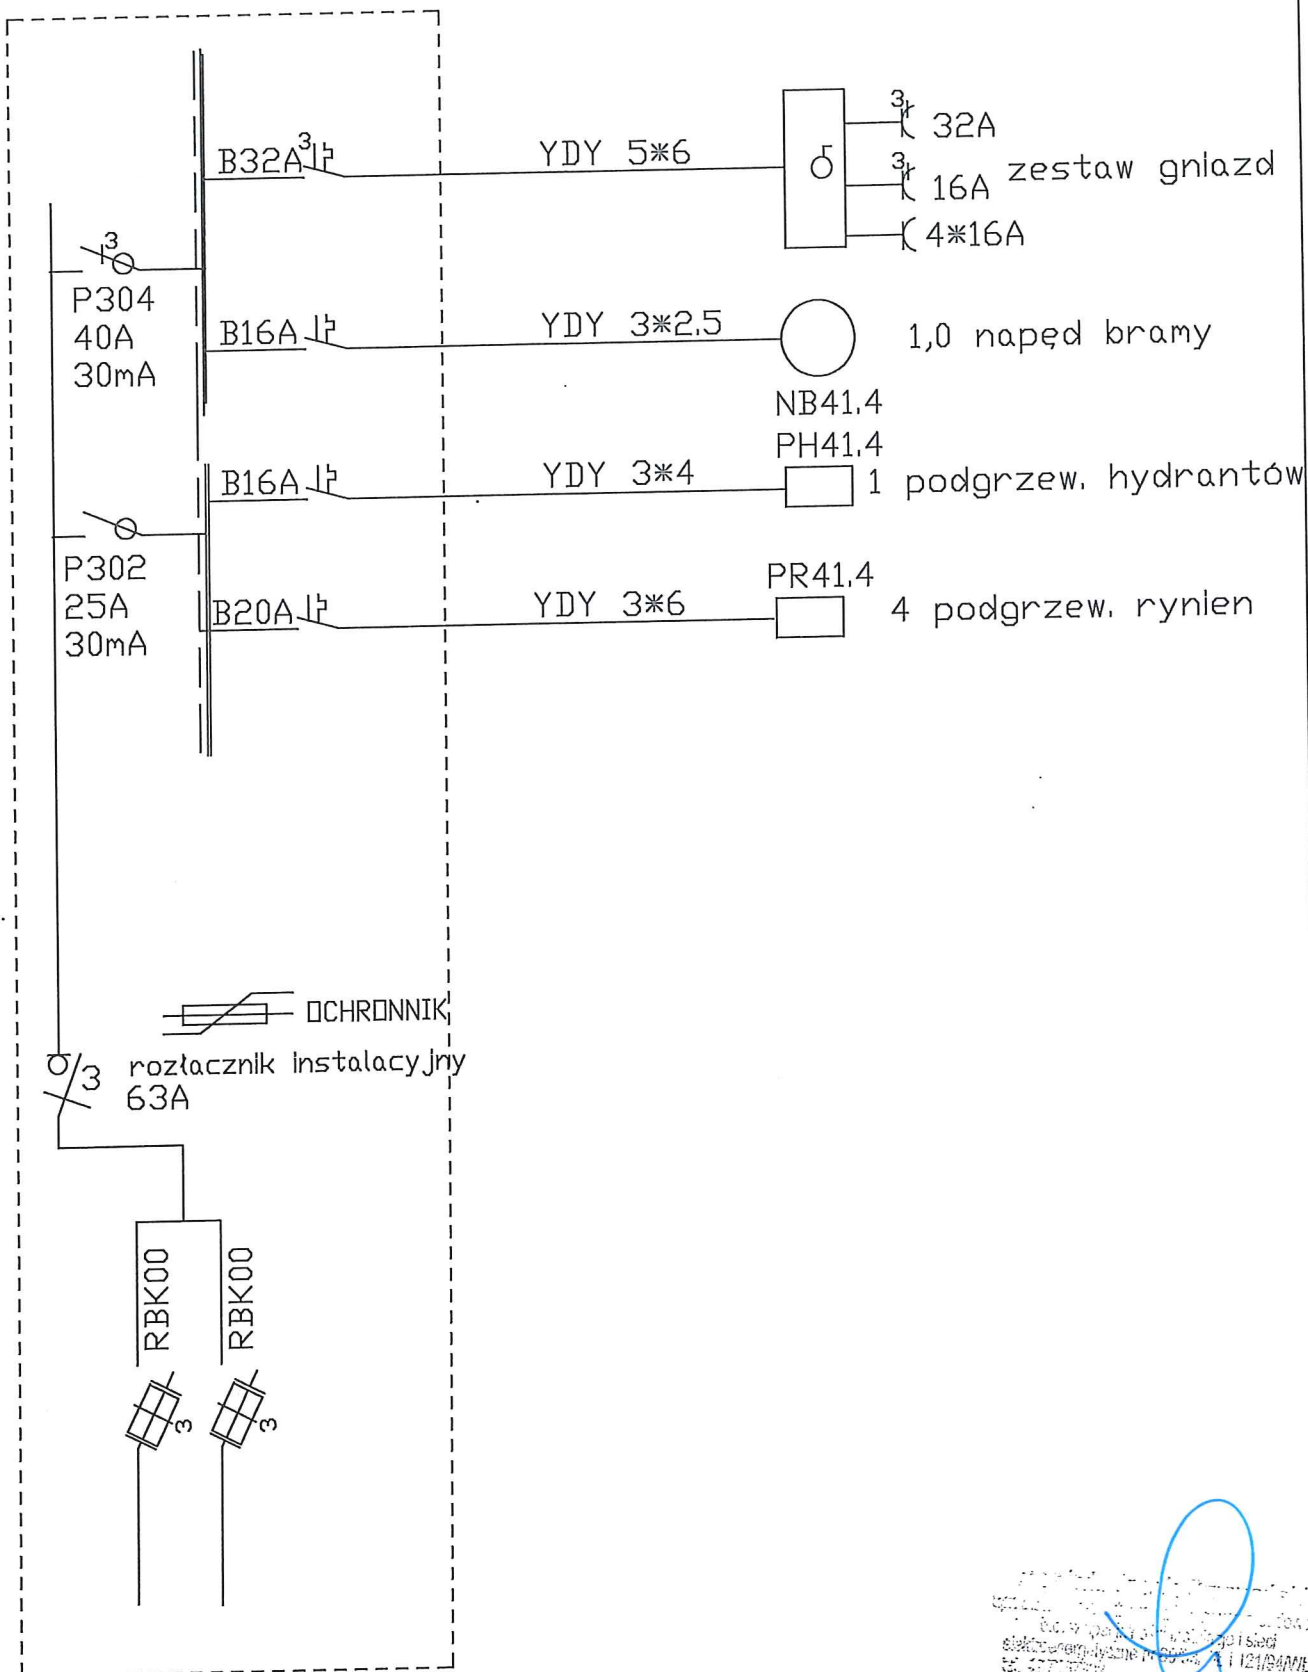 B32A 3 YDY 5*6
3 32A
3 16A zestaw gniazd
4*16A
3
P304
40A
30mA
B16A YDY 3*2.5 1,0 napęd bramy
NB41.4
PH41.4
B16A YDY 3*4 1 podgrzew. hydrantów
P302
25A
30mA
PR41.4
B20A YDY 3*6 4 podgrzew. rynien
OCHRONNIK
3 rozłacznik instalacyjny
63A
RBK00 RBK00
3 3